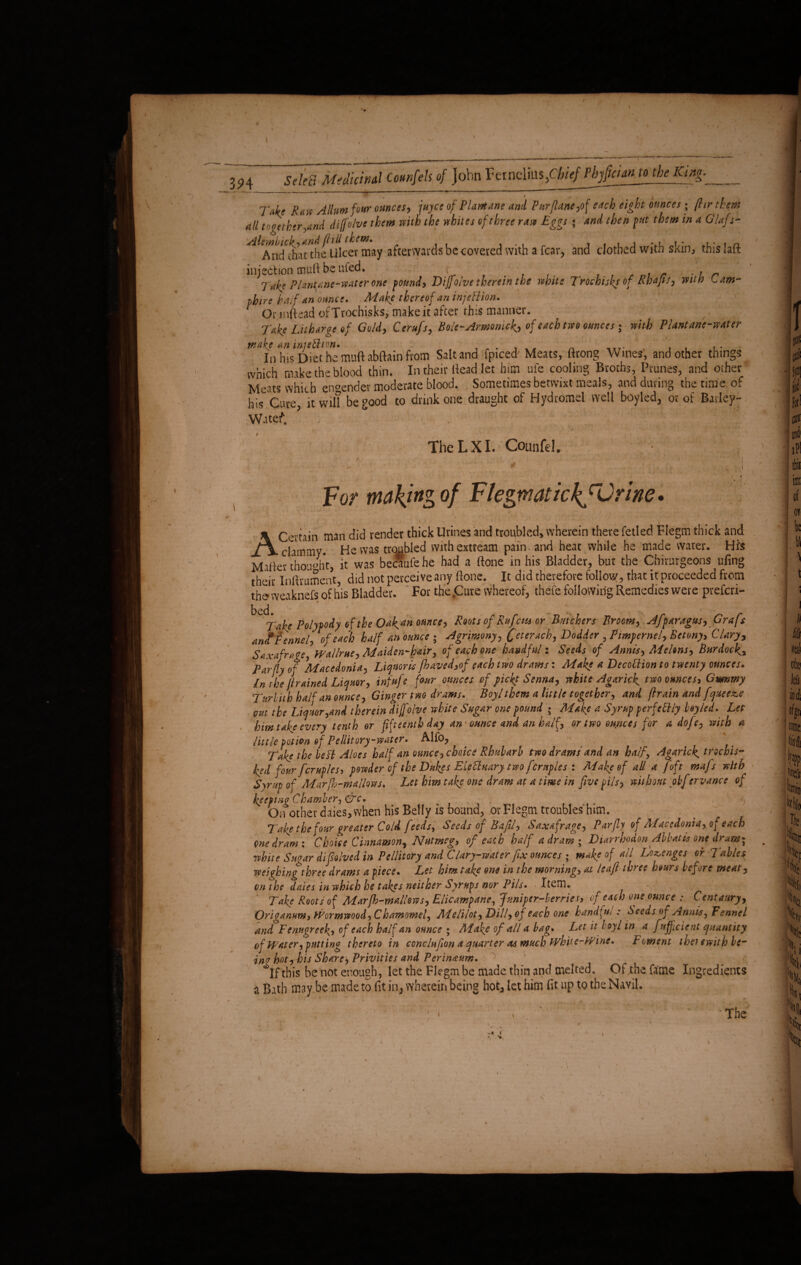 394 Select Medicinal Counsels of John Fernelius, Chief Physician to the King.
Take Raw Allum four ounces, juyce of Plantane and Purſlane, of each eight ounces ; ſtir them
all together, and diſſolve them with the whites of three raw Eggs ; and then put them in a Glaſs-
Alembick, and ſtill them.
And that the Ulcer may afterwards be covered with a ſcar, and clothed with skin, this laſt
injection muſt be uſed.
Take Plantane-water one pound, Diſſolve therein the white Trochisks of Rhaſis, with Cam-
phire half an ounce. Make thereof an injection.
Or inſtead of Trochisks, make it after this manner.
Take Litharge of Gold, Ceruſs, Bole-Armonick, of each two ounces ; with Plantane-water
make an injection.
In his Diet he muſt abſtain from Salt and ſpiced Meats, ſtrong Wines, and other things
which make the blood thin. In their ſtead let him uſe cooling Broths, Prunes, and other
Meats which engender moderate blood. Sometimes betwixt meals, and during the time of
his Cure, it will be good to drink one draught of Hydromel well boyled, or of Barley-
Water.
The LXI. Counſel.
For making of Flegmatick Urine.
A Certain man did render thick Urines and troubled, wherein there ſetled Flegm thick and
clammy. He was troubled with extream pain and heat while he made water. His
Maſter thought, it was becauſe he had a ſtone in his Bladder, but the Chirurgeons uſing
their Inſtrument, did not perceive any ſtone. It did therefore follow, that it proceeded from
the weakneſs of his Bladder. For the Cure whereof, theſe following Remedies were preſcri-
bed.
Take Polypody of the Oak an ounce, Roots of Ruſcus or Butchers Broom, Aſparagus, Graſs
and Fennel, of each half an ounce ; Agrimony, Ceterach, Dodder, Pimpernel, Betony, Clary,
Saxafrage, Wallrue, Maiden-hair, of each one handful : Seeds of Annis, Melons, Burdock,
Parſly of Macedonia, Liquoris ſhaved, of each two drams : Make a Decoction to twenty ounces.
In the ſtrained Liquor, infuſe four ounces of pickt Senna, white Agarick two ounces, Gummy
Turbith half an ounce, Ginger two drams. Boyl them a little together, and ſtrain and ſqueeze
out the Liquor, and therein diſſolve white Sugar one pound ; Make a Syrup perfectly boyled. Let
him take every tenth or fifteenth day an ounce and an half, or two ounces for a doſe, with a
little potion of Pellitory-water. Alſo,
Take the beſt Aloes half an ounce, choice Rhubarb two drams and an half, Agarick trochis-
ked four ſcruples, powder of the Dukes Electuary two ſcruples : Make of all a ſoft maſs with
Syrup of Marſh-mallows. Let him take one dram at a time in five pils, without obſervance of
keeping Chamber, &c.
On other daies, when his Belly is bound, or Flegm troubles him.
Take the four greater Cold ſeeds, Seeds of Baſil, Saxafrage, Parſly of Macedonia, of each
one dram : Choiſe Cinnamon, Nutmeg, of each half a dram ; Diarrhodon Abbatis one dram;
white Sugar diſſolved in Pellitory and Clary-water ſix ounces ; make of all Lozenges or Tables
weighing three drams a piece. Let him take one in the morning, at leaſt three hours before meat,
on the daies in which he takes neither Syrups nor Pils. Item.
Take Roots of Marſh-mallows, Elicampane, Juniper-berries, of each one ounce : Centaury,
Origanum, Wormwood, Chamomel, Melilot, Dill, of each one handful : Seeds of Annis, Fennel
and Fenugreek, of each half an ounce ; Make of all a bag. Let it boyl in a ſufficient quantity
of Water, putting thereto in concluſion a quarter as much White-Wine. Foment therewith be-
ing hot, his Share, Privities and Perinæum.
If this be not enough, let the Flegm be made thin and melted. Of the ſame Ingredients
a Bath may be made to ſit in, wherein being hot, let him ſit up to the Navil.
The